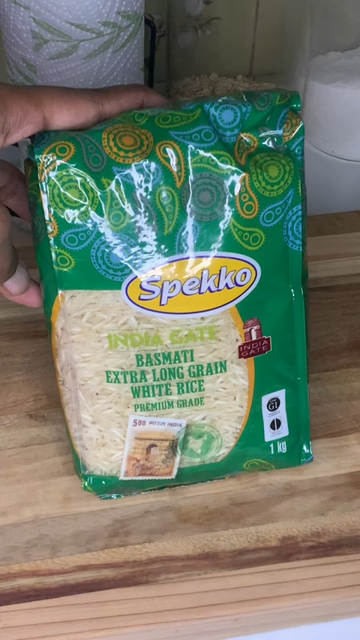 Spekko
INDIA GATE
BASMATI
EXTRA LONG GRAIN
WHITE RICE
PREMIUM GRADE
INDIA
GATE
GI
1 kg